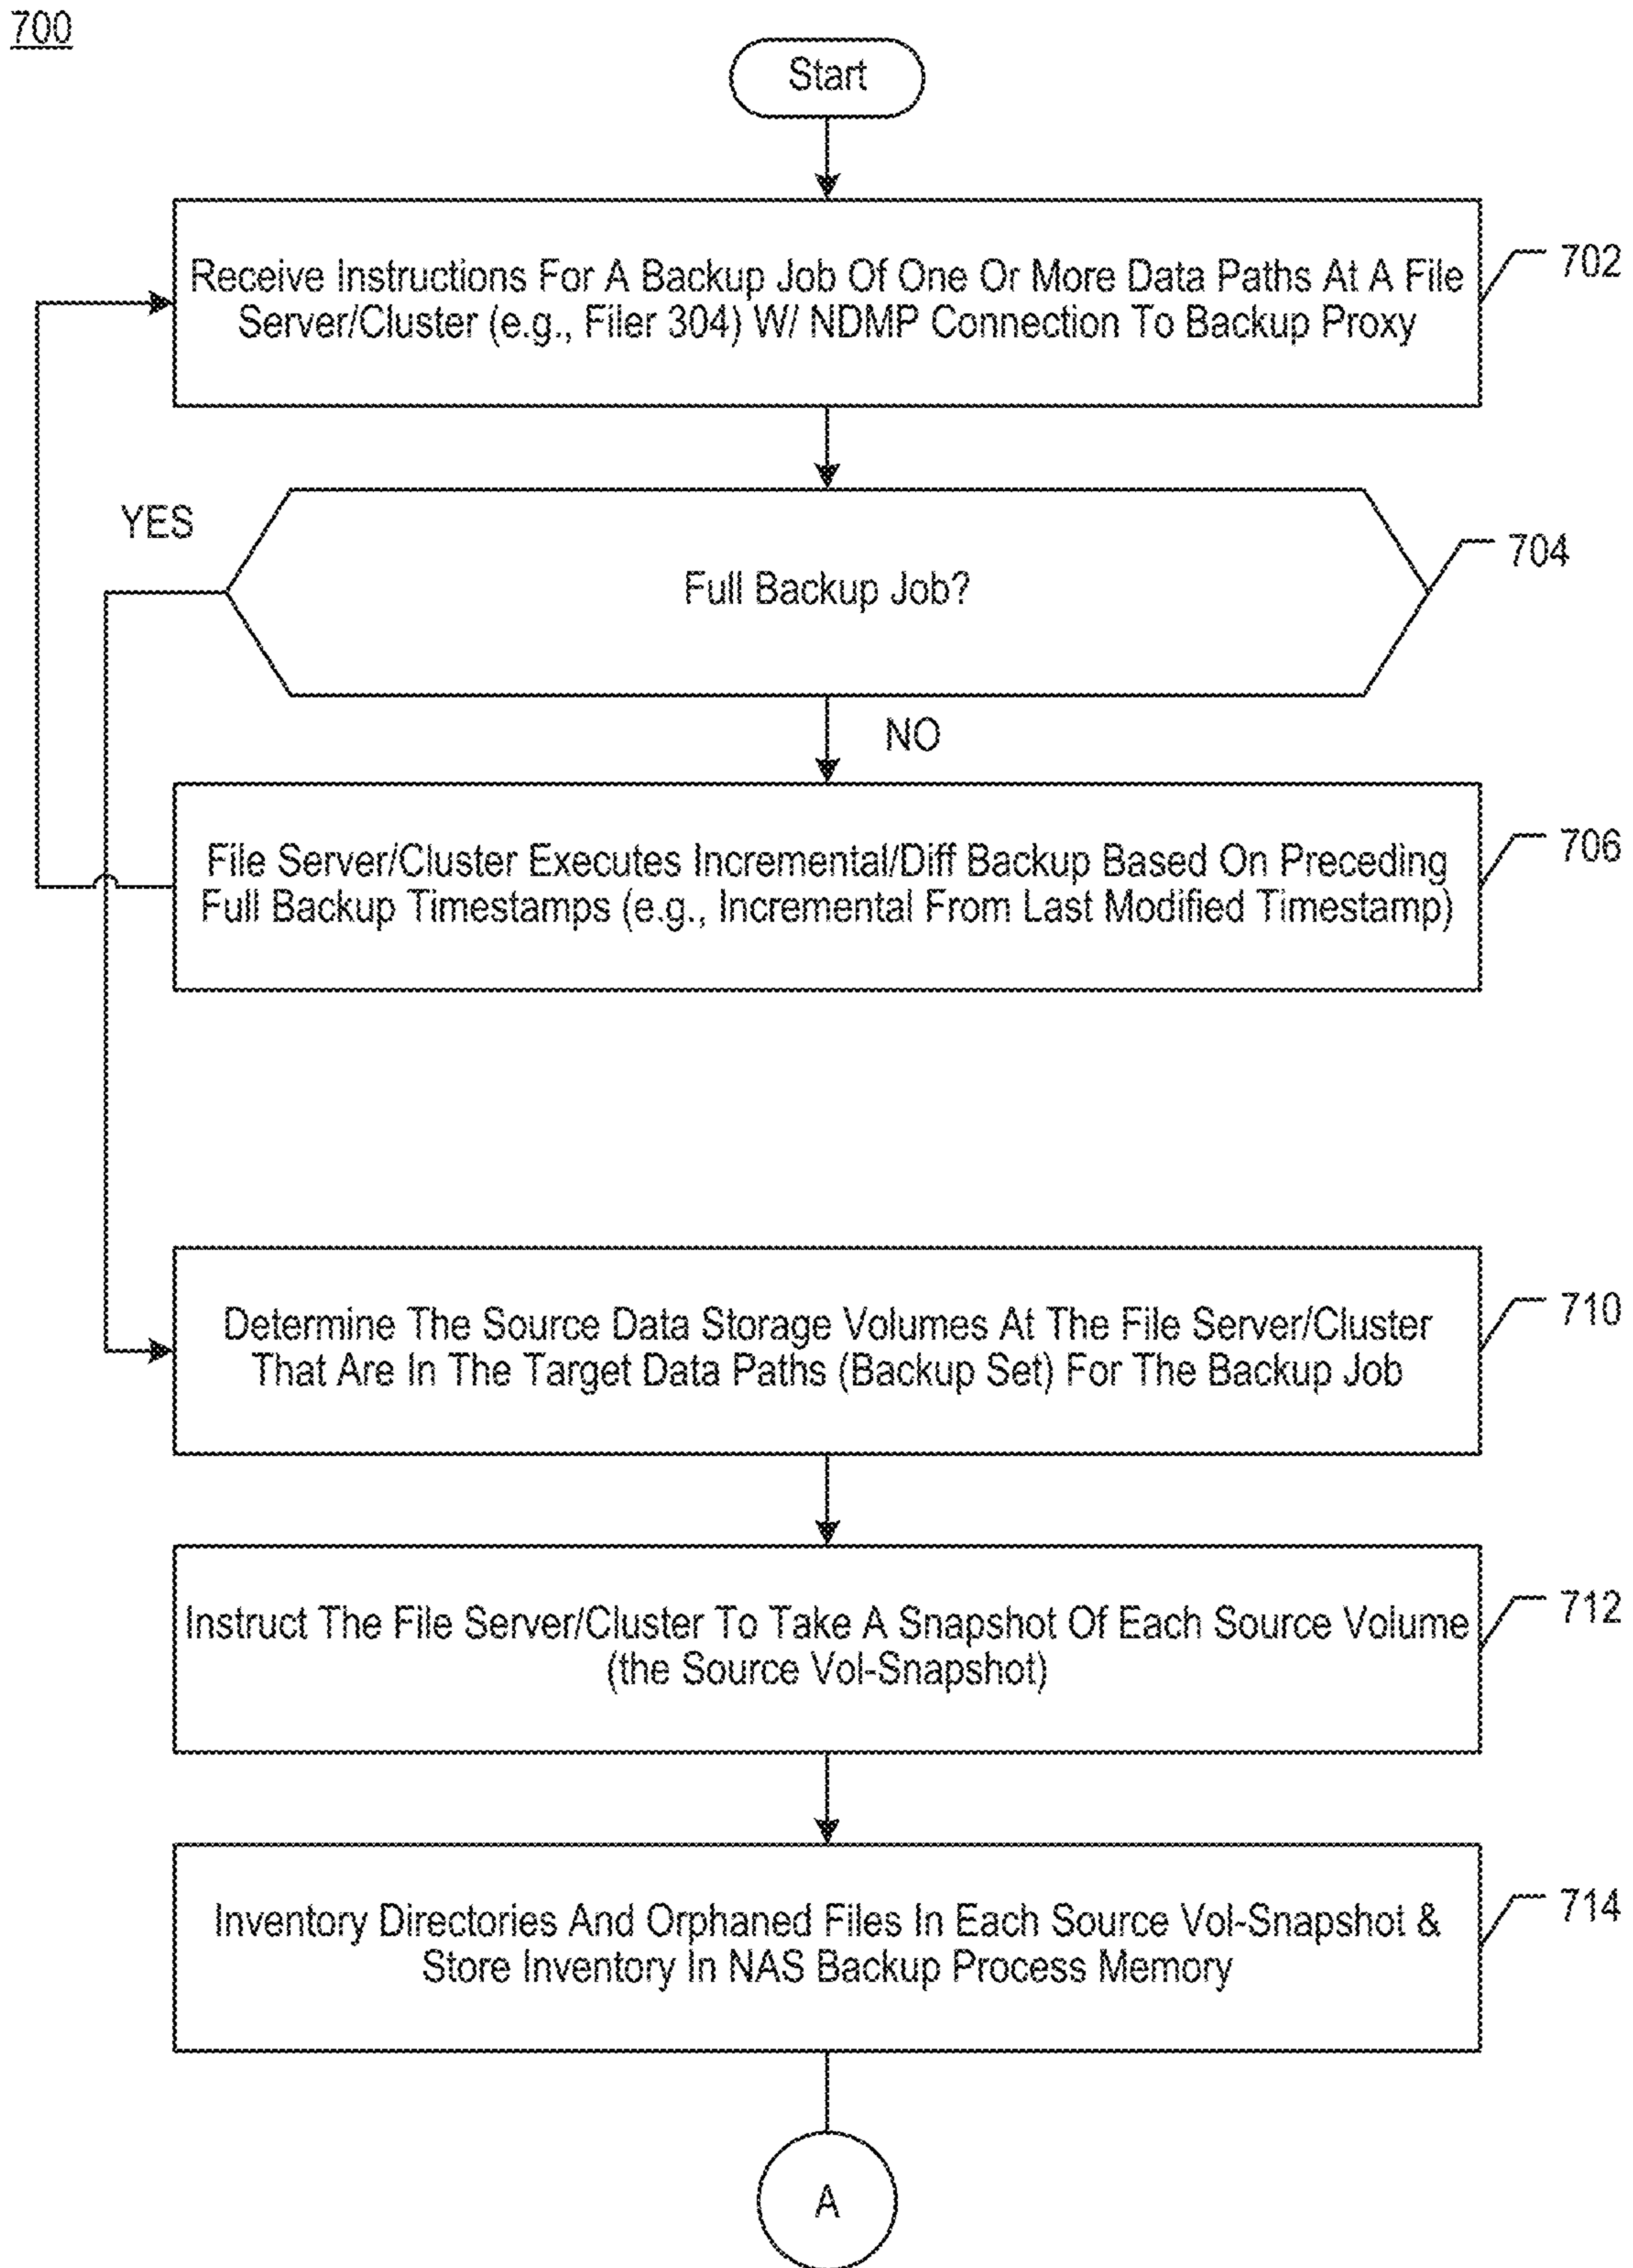 700
Start
Receive Instructions For A Backup Job Of One Or More Data Paths At A File
Server/Cluster (e.g., Filer 304) W/ NDMP Connection To Backup Proxy
702
YES
Full Backup Job?
704
NO
File Server/Cluster Executes Incremental/Diff Backup Based On Preceding
Full Backup Timestamps (e.g., Incremental From Last Modified Timestamp)
706
Determine The Source Data Storage Volumes At The File Server/Cluster
That Are In The Target Data Paths (Backup Set) For The Backup Job
710
Instruct The File Server/Cluster To Take A Snapshot Of Each Source Volume
(the Source Vol-Snapshot)
712
Inventory Directories And Orphaned Files In Each Source Vol-Snapshot &
Store Inventory In NAS Backup Process Memory
714
A